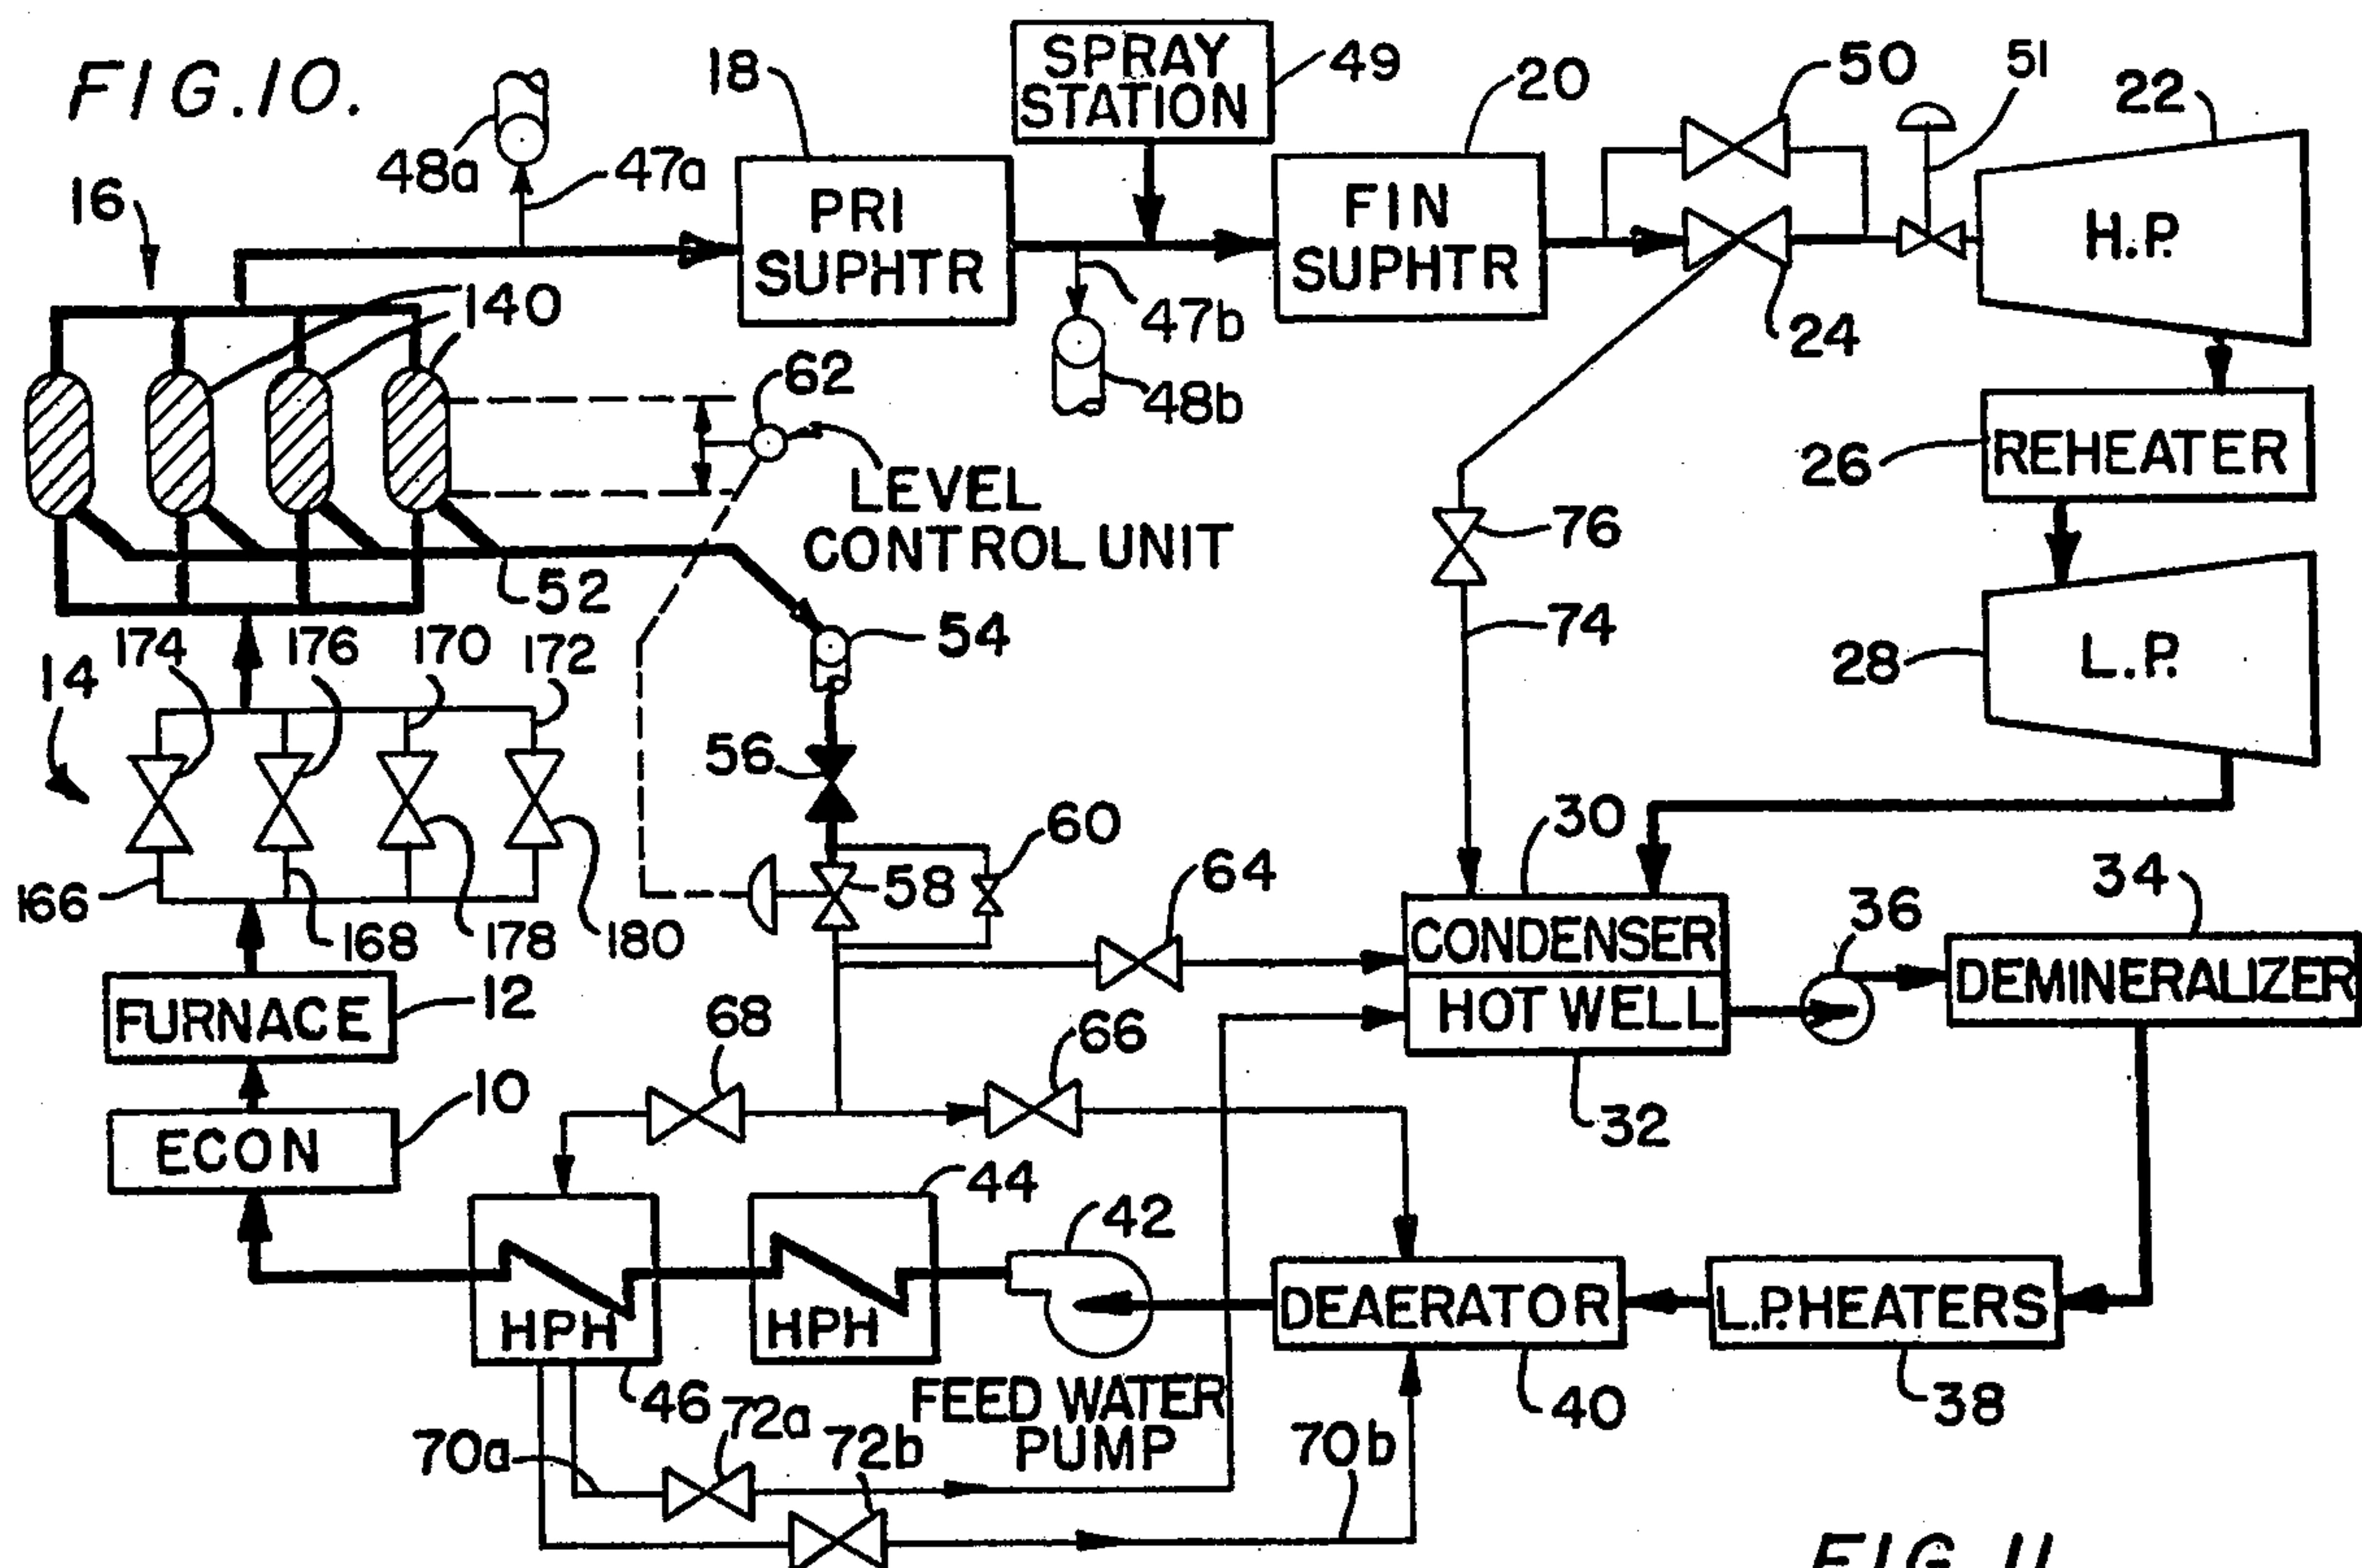 FIG.10.
18
SPRAY
STATION
49
20
50
51
22
48a
47a
16
PRI
SUPHTR
FIN
SUPHTR
H.P.
140
47b
24
62
48b
REHEATER
26
LEVEL
CONTROL UNIT
76
52
54
74
L.P.
28
174
176
170
172
14
56
60
30
58
64
34
36
166
168
178
180
CONDENSER
DEMINERALIZER
HOT WELL
FURNACE
12
68
66
32
10
ECON
44
42
HPH
HPH
DEAERATOR
L.P. HEATERS
46
72a
FEED WATER
PUMP
40
38
70a
72b
70b
FIG. 11